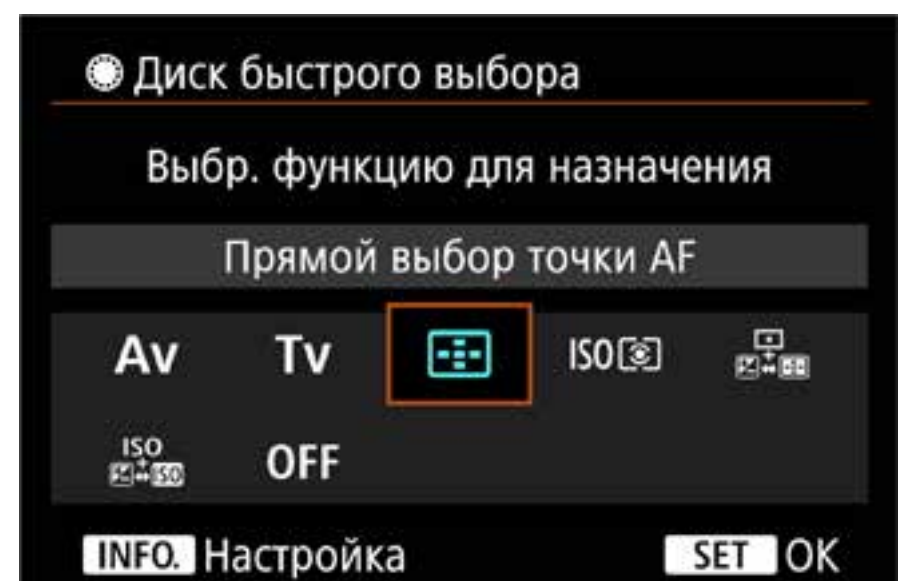 Диск быстрого выбора
Выбр. функцию для назначения
Прямой выбор точки AF
Av Tv ISO
ISO
ISO OFF
INFO. Настройка SET OK